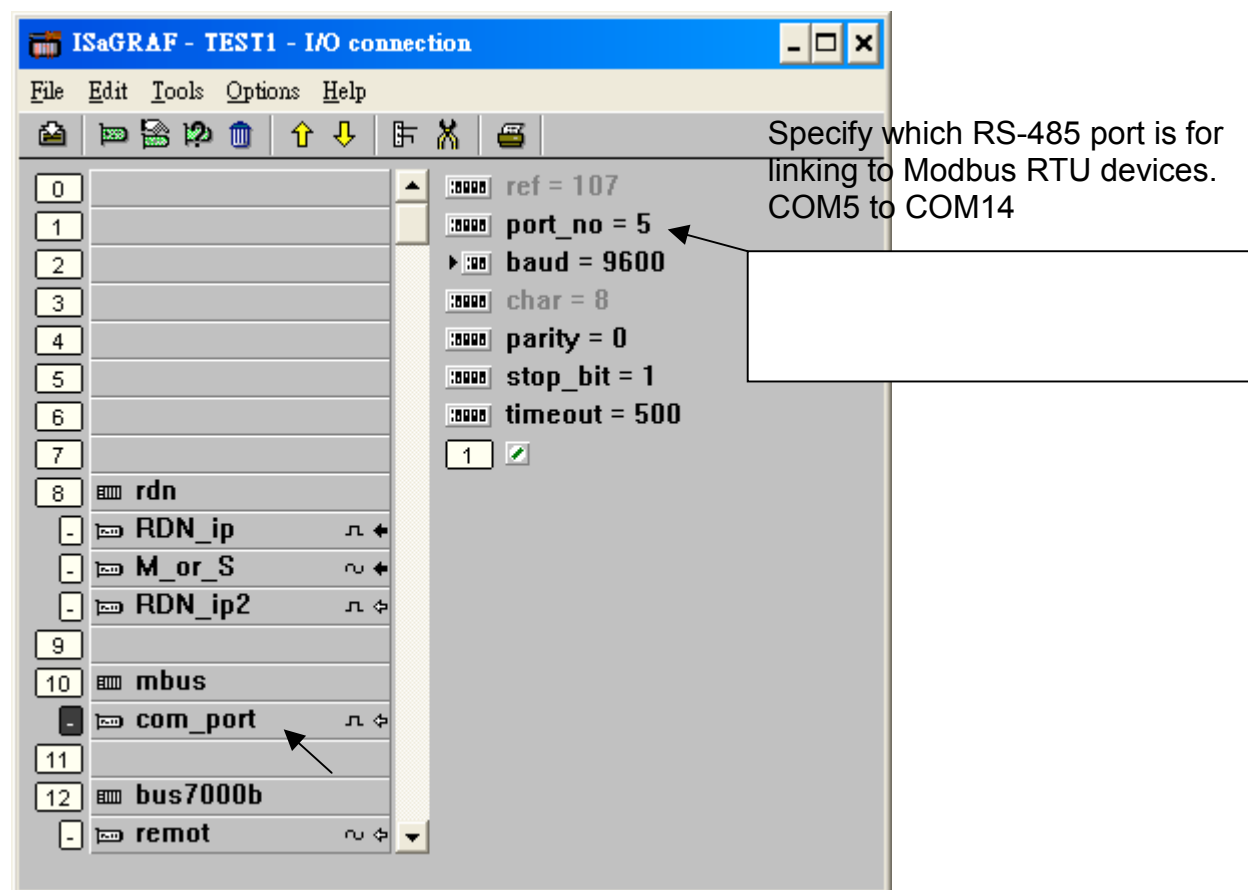 ISaGRAF - TEST1 - I/O connection
File Edit Tools Options Help
Specify which RS-485 port is for
linking to Modbus RTU devices.
COM5 to COM14
0
1
2
3
4
5
6
7
8 rdn
- RDN_ip
- M_or_S
- RDN_ip2
9
10 mbus
- com_port
11
12 bus7000b
- remot
ref = 107
port_no = 5
baud = 9600
char = 8
parity = 0
stop_bit = 1
timeout = 500
1